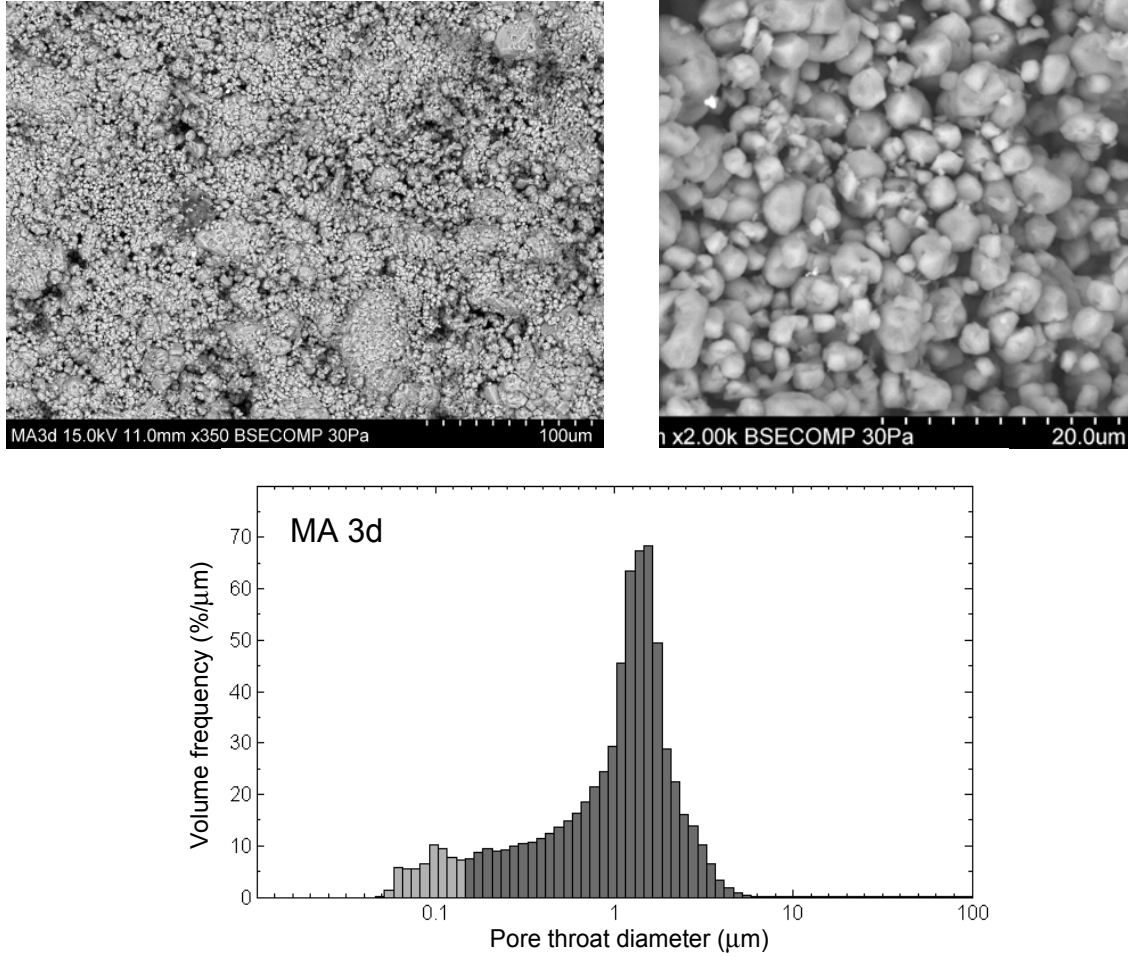 MA3d 15.0kV 11.0mm x350 BSECOMP 30Pa 100um
n x2.00k BSECOMP 30Pa 20.0um
MA 3d
Volume frequency (%/μm)
70
60
50
40
30
20
10
0
0.1 1 10 100
Pore throat diameter (μm)